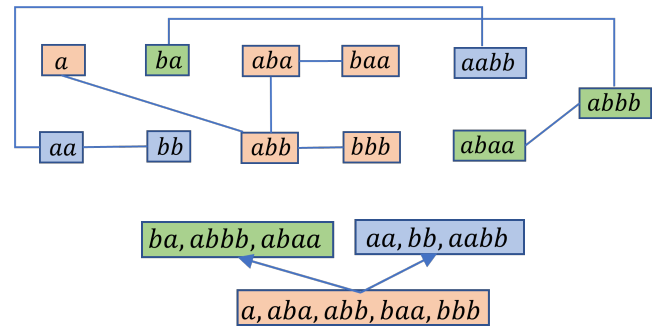 a ba aba baa aabb
abbb
aa bb abb bbb abaa
ba, abbb, abaa aa, bb, aabb
a, aba, abb, baa, bbb